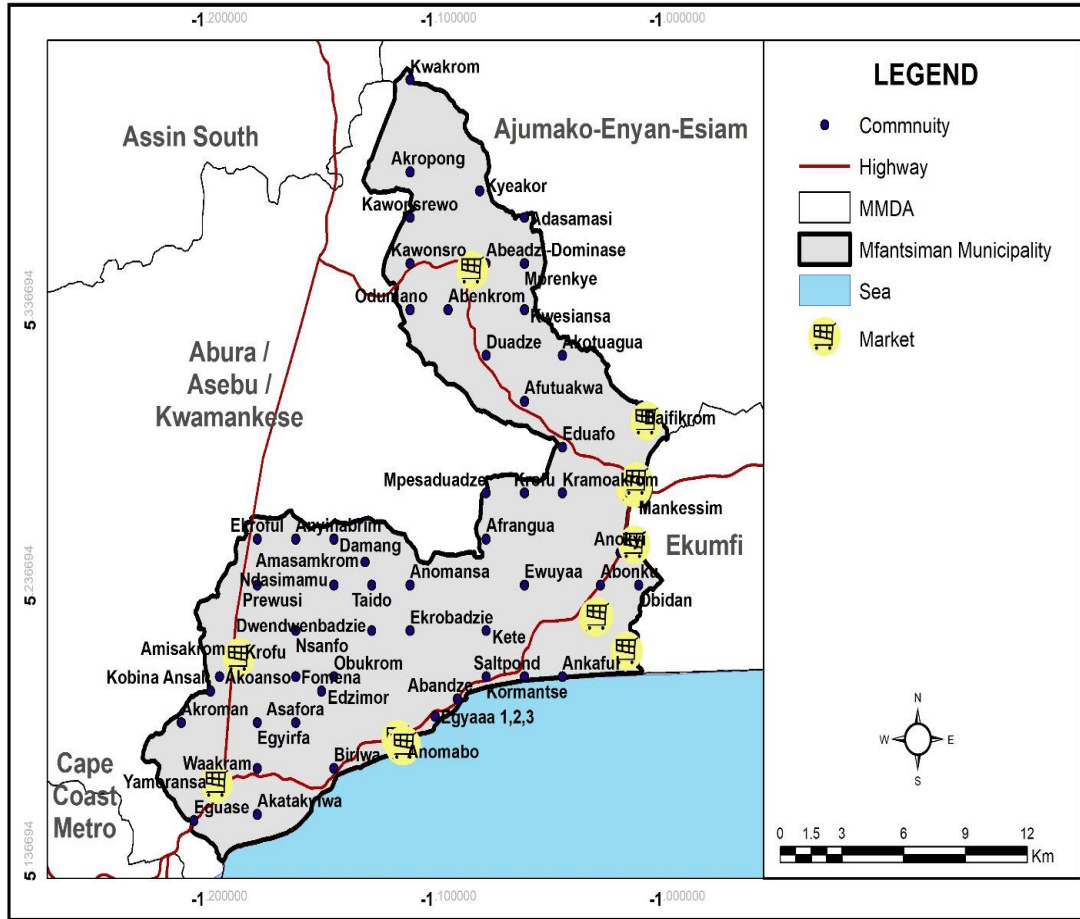 -1.200000
-1.100000
-1.000000
Kwakrom
Assin South
Ajumako-Enyan-Esiam
Akropong
Kyeakor
Kawonsrewo
Adasamasi
Kawonsro
Abeadzi-Dominase
Morenkye
Odumano
Abenkrom
Kwesiansa
Duadze
Akotuagua
Abura /
Asebu /
Kwamankese
Afutuakwa
Baifikrom
Eduafo
Mpesaduadze
Krofu
Kramoakrom
Mankessim
Ekroful
Anyinabrim
Afrangua
Anokyi
Ekumfi
Damang
Amasamkrom
Ndasimamu
Anomansa
Ewuyaa
Abonku
Prewusi
Taido
Obidan
Dwendwenbadzie
Ekrobadzie
Nsanfo
Kete
Amisakrom
Krofu
Obukrom
Kobina Ansa
Akoanso
Fomena
Saltpond
Ankaful
Edzimor
Abandze
Kormantse
Akroman
Asafora
Egyaaa 1,2,3
Egyirfa
Anomabo
Cape
Coast
Metro
Waakram
Biriwa
Yamoransa
Eguase
Akatakyiwa
5.336694
5.236694
5.136694
-1.200000
-1.100000
-1.000000
LEGEND
Commnuity
Highway
MMDA
Mfantsiman Municipality
Sea
Market
N
W
E
S
0 1.5 3 6 9 12
Km